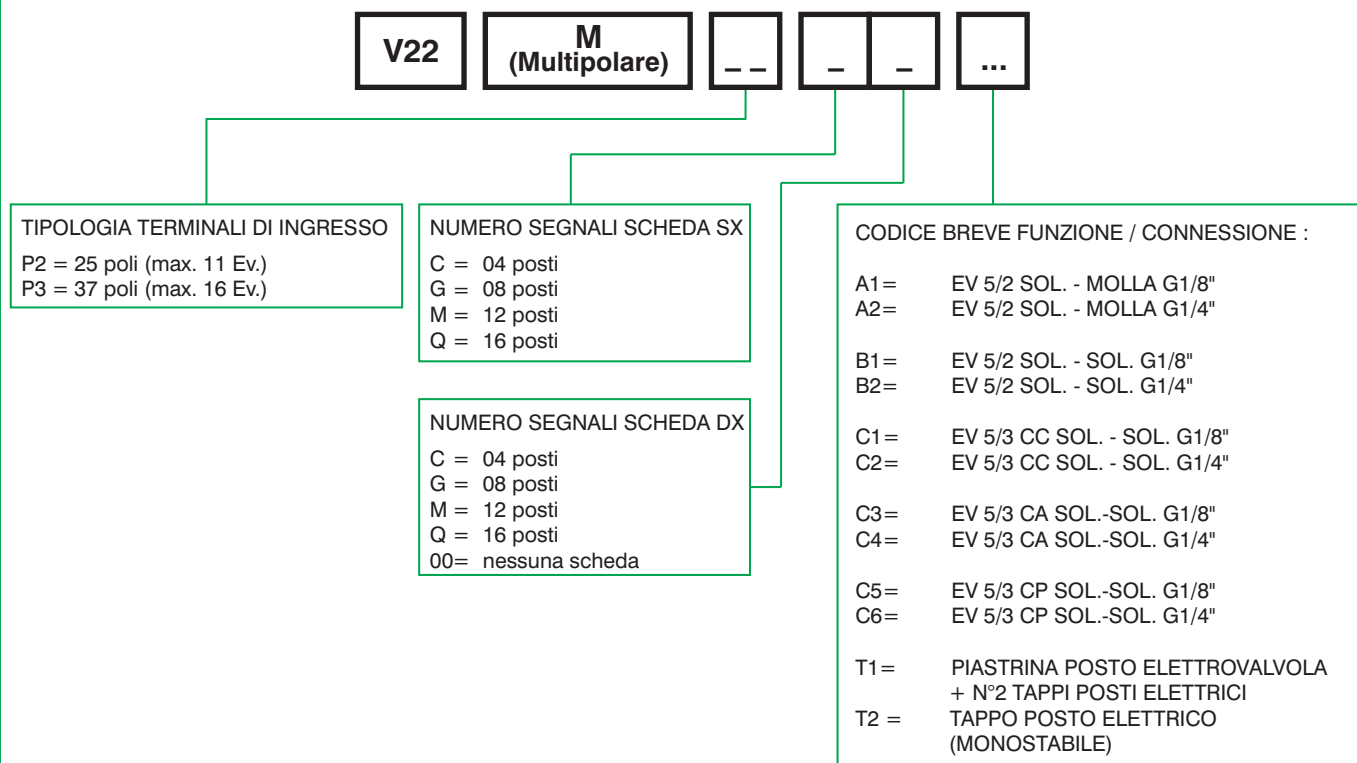 V22
M
(Multipolare)
_ _
_
_
...
TIPOLOGIA TERMINALI DI INGRESSO
P2 = 25 poli (max. 11 Ev.)
P3 = 37 poli (max. 16 Ev.)
NUMERO SEGNALI SCHEDA SX
C = 04 posti
G = 08 posti
M = 12 posti
Q = 16 posti
NUMERO SEGNALI SCHEDA DX
C = 04 posti
G = 08 posti
M = 12 posti
Q = 16 posti
00= nessuna scheda
CODICE BREVE FUNZIONE / CONNESSIONE :
A1= EV 5/2 SOL. - MOLLA G1/8"
A2= EV 5/2 SOL. - MOLLA G1/4"
B1= EV 5/2 SOL. - SOL. G1/8"
B2= EV 5/2 SOL. - SOL. G1/4"
C1= EV 5/3 CC SOL. - SOL. G1/8"
C2= EV 5/3 CC SOL. - SOL. G1/4"
C3= EV 5/3 CA SOL.-SOL. G1/8"
C4= EV 5/3 CA SOL.-SOL. G1/4"
C5= EV 5/3 CP SOL.-SOL. G1/8"
C6= EV 5/3 CP SOL.-SOL. G1/4"
T1= PIASTRINA POSTO ELETTROVALVOLA
+ N°2 TAPPI POSTI ELETTRICI
T2 = TAPPO POSTO ELETTRICO
(MONOSTABILE)